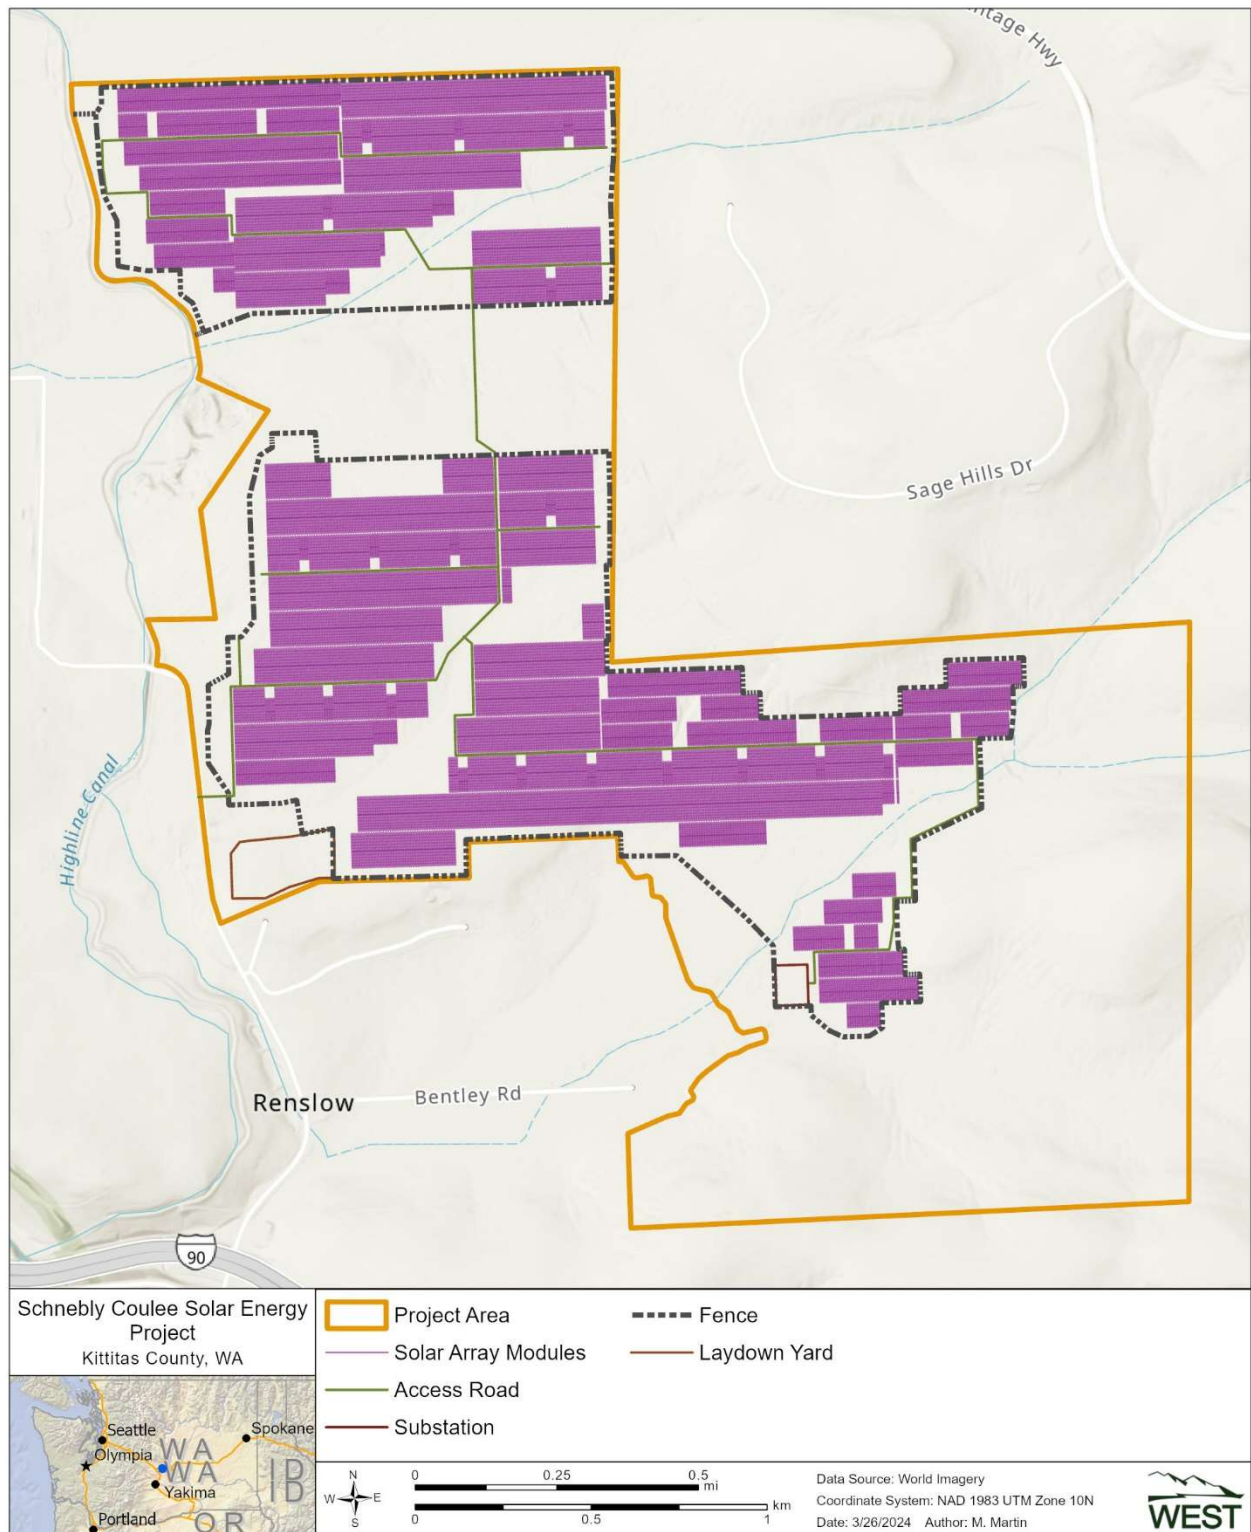 ntage Hwy
Sage Hills Dr
Highline Canal
Renslow
Bentley Rd
90
Schnebly Coulee Solar Energy
Project
Kittitas County, WA
Seattle
Spokane
Olympia
WA
WA
Yakima
IB
Portland
OR
Project Area
Fence
Solar Array Modules
Laydown Yard
Access Road
Substation
N
W
E
S
0
0.25
0.5
mi
km
0.5
1
Data Source: World Imagery
Coordinate System: NAD 1983 UTM Zone 10N
Date: 3/26/2024 Author: M. Martin
WEST